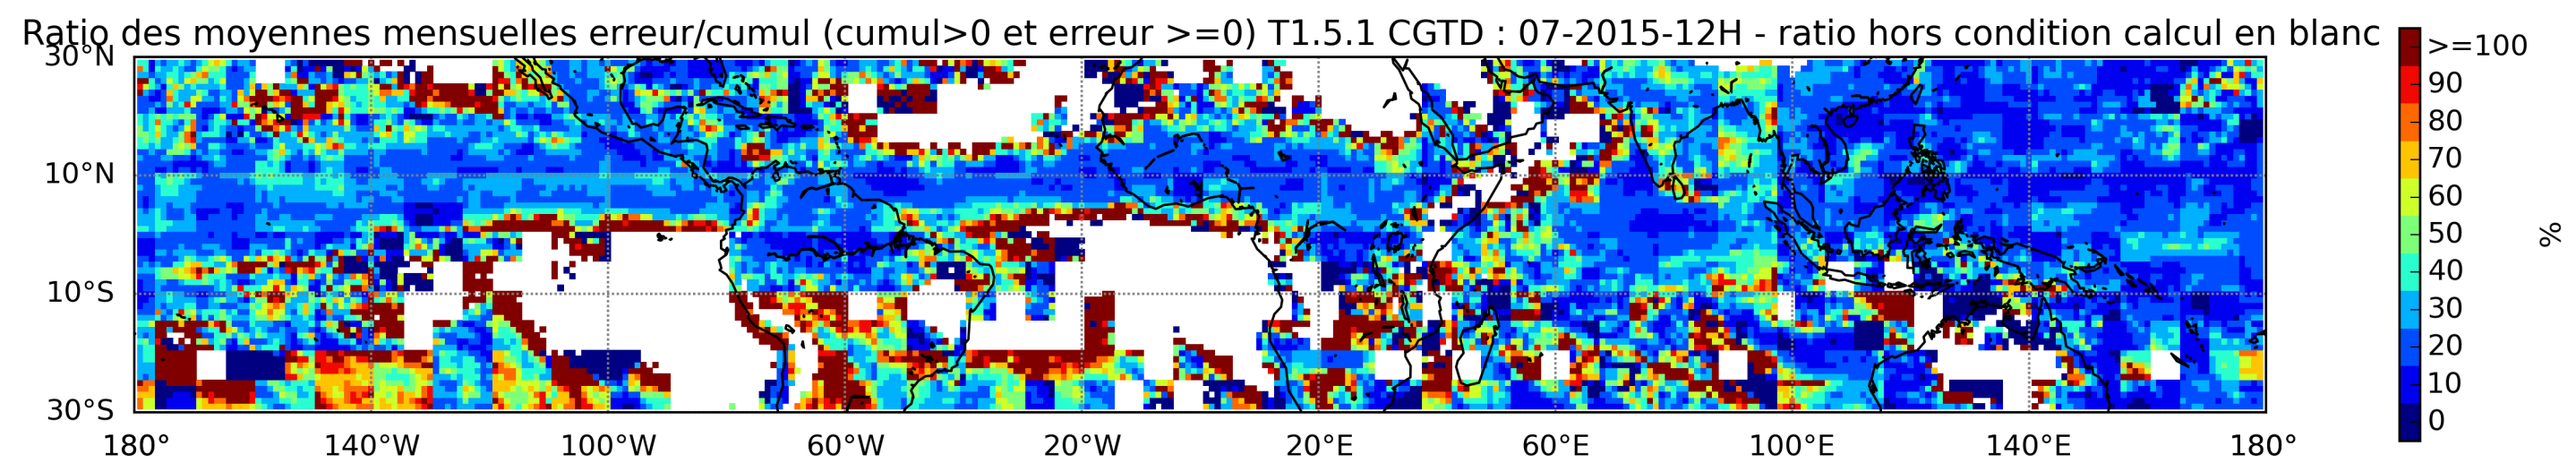 Ratio des moyennes mensuelles erreur/cumul (cumul>0 et erreur >=0) T1.5.1 CGTD : 07-2015-12H - ratio hors condition calcul en blanc
30°N
10°N
10°S
30°S
180° 140°W 100°W 60°W 20°W 20°E 60°E 100°E 140°E 180°
>=100
90
80
70
60
50
40
30
20
10
0
%